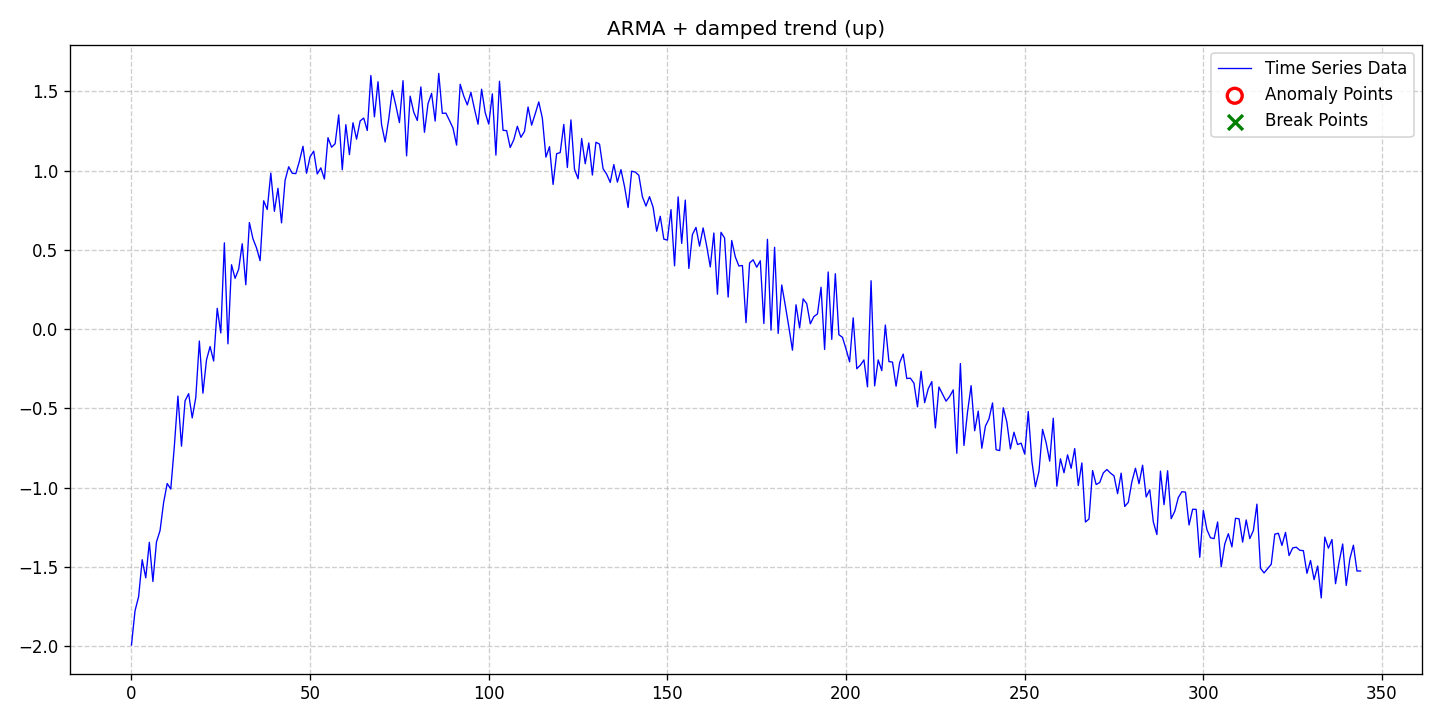 ARMA + damped trend (up)
Time Series Data
Anomaly Points
Break Points
1.5
1.0
0.5
0.0
−0.5
−1.0
−1.5
−2.0
0 50 100 150 200 250 300 350